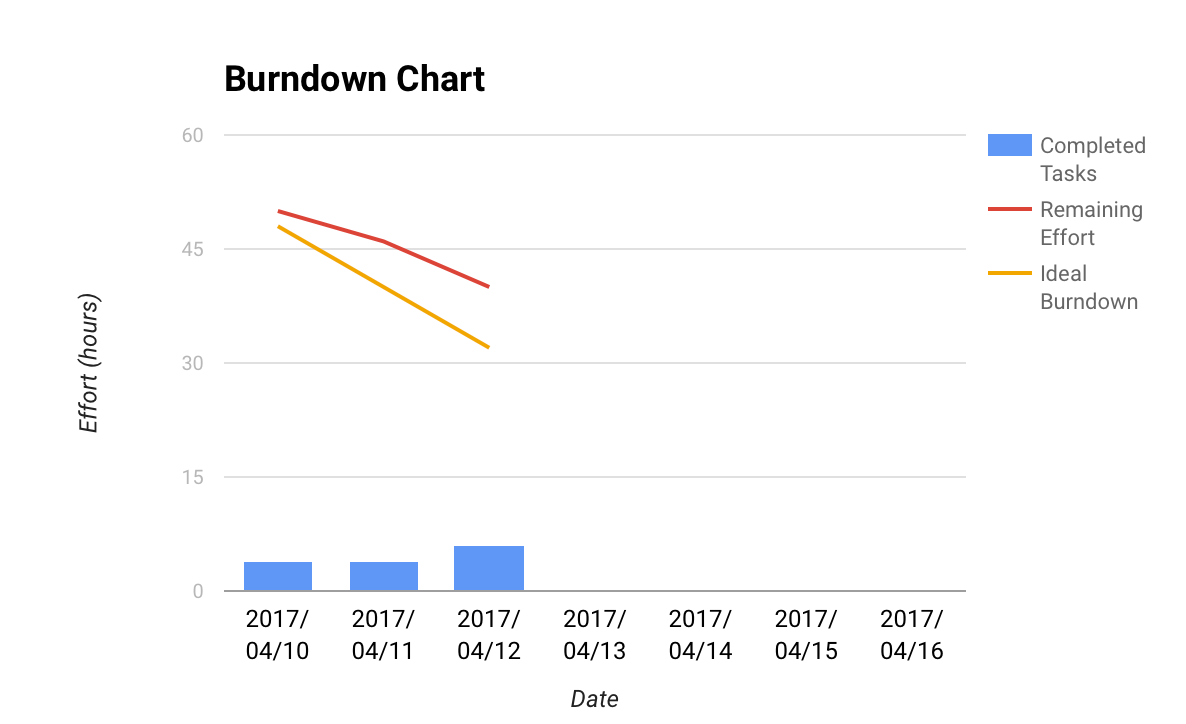 Burndown Chart
60
45
30
15
0
Effort (hours)
Completed
Tasks
Remaining
Effort
Ideal
Burndown
2017/ 2017/ 2017/ 2017/ 2017/ 2017/ 2017/
04/10 04/11 04/12 04/13 04/14 04/15 04/16
Date